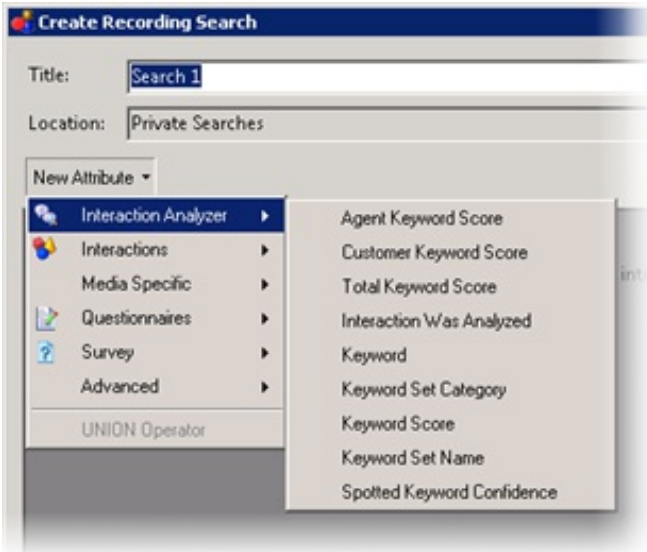 Create Recording Search
Title: Search 1
Location: Private Searches
New Attribute
Interaction Analyzer
Interactions
Media Specific
Questionnaires
Survey
Advanced
UNION Operator
Agent Keyword Score
Customer Keyword Score
Total Keyword Score
Interaction Was Analyzed
Keyword
Keyword Set Category
Keyword Score
Keyword Set Name
Spotted Keyword Confidence